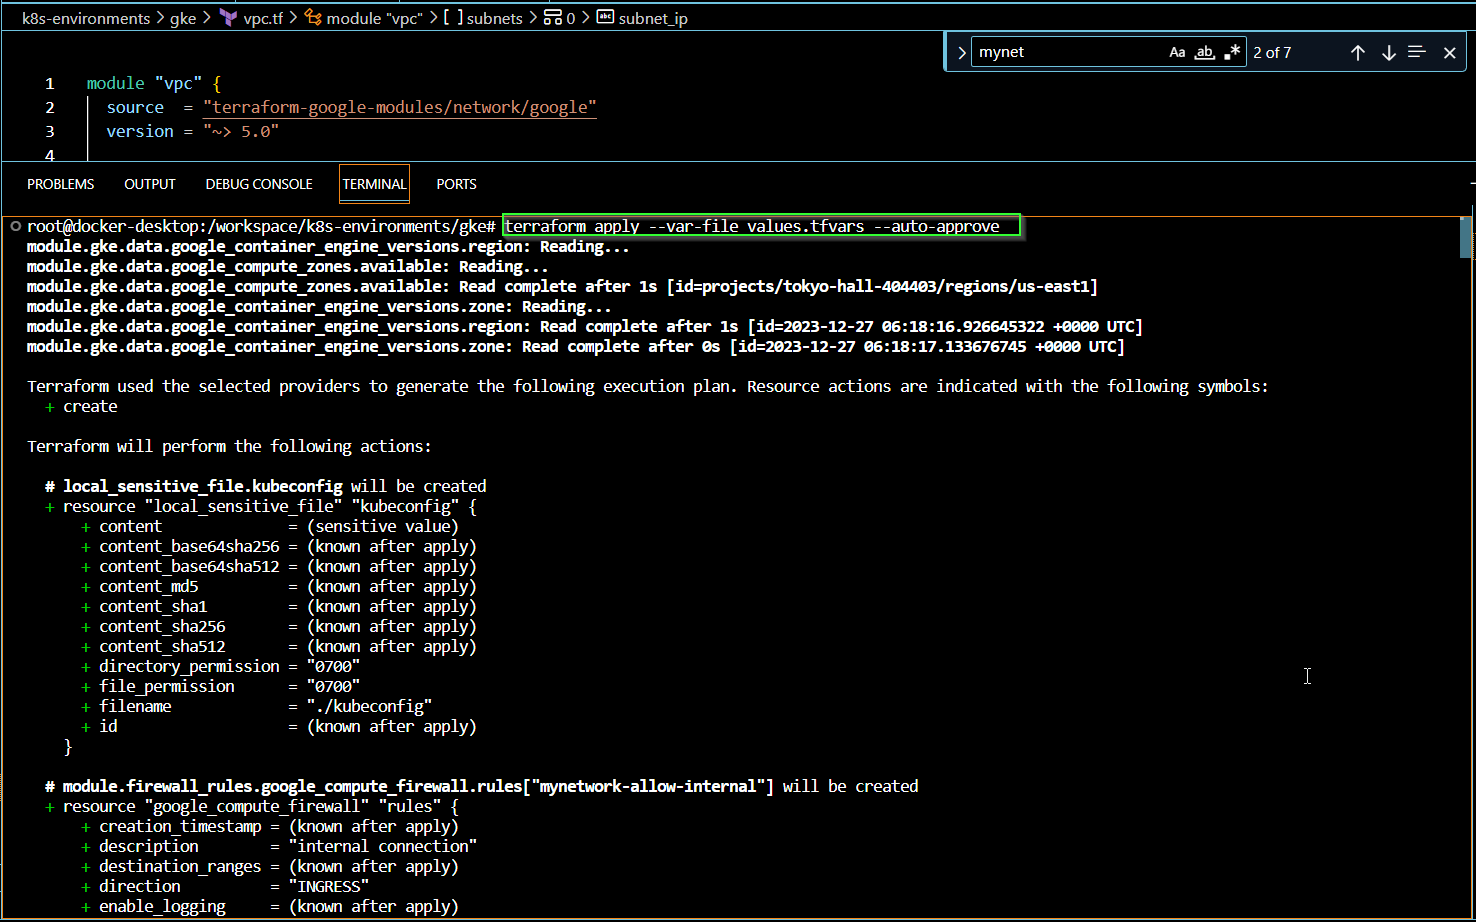 k8s-environments > gke > vpc.tf > module "vpc" > [ ] subnets > 0 > abc subnet_ip
mynet Aa ab .* 2 of 7
1 module "vpc" {
2 source = "terraform-google-modules/network/google"
3 version = "~> 5.0"
4
PROBLEMS OUTPUT DEBUG CONSOLE TERMINAL PORTS
root@docker-desktop:/workspace/k8s-environments/gke# terraform apply --var-file values.tfvars --auto-approve
module.gke.data.google_container_engine_versions.region: Reading...
module.gke.data.google_compute_zones.available: Reading...
module.gke.data.google_compute_zones.available: Read complete after 1s [id=projects/tokyo-hall-404403/regions/us-east1]
module.gke.data.google_container_engine_versions.zone: Reading...
module.gke.data.google_container_engine_versions.region: Read complete after 1s [id=2023-12-27 06:18:16.926645322 +0000 UTC]
module.gke.data.google_container_engine_versions.zone: Read complete after 0s [id=2023-12-27 06:18:17.133676745 +0000 UTC]
Terraform used the selected providers to generate the following execution plan. Resource actions are indicated with the following symbols:
+ create
Terraform will perform the following actions:
# local_sensitive_file.kubeconfig will be created
+ resource "local_sensitive_file" "kubeconfig" {
+ content = (sensitive value)
+ content_base64sha256 = (known after apply)
+ content_base64sha512 = (known after apply)
+ content_md5 = (known after apply)
+ content_sha1 = (known after apply)
+ content_sha256 = (known after apply)
+ content_sha512 = (known after apply)
+ directory_permission = "0700"
+ file_permission = "0700"
+ filename = "./kubeconfig"
+ id = (known after apply)
}
# module.firewall_rules.google_compute_firewall.rules["mynetwork-allow-internal"] will be created
+ resource "google_compute_firewall" "rules" {
+ creation_timestamp = (known after apply)
+ description = "internal connection"
+ destination_ranges = (known after apply)
+ direction = "INGRESS"
+ enable_logging = (known after apply)